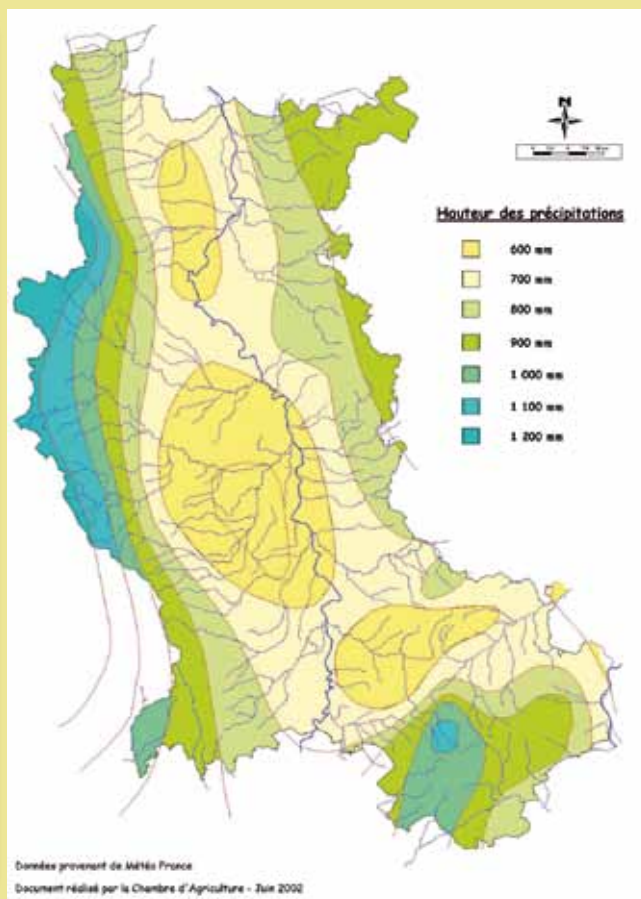 N
Hauteur des précipitations
600 mm
700 mm
800 mm
900 mm
1 000 mm
1 100 mm
1 200 mm
Données provenant de Météo France
Document réalisé par la Chambre d'Agriculture - Juin 2002